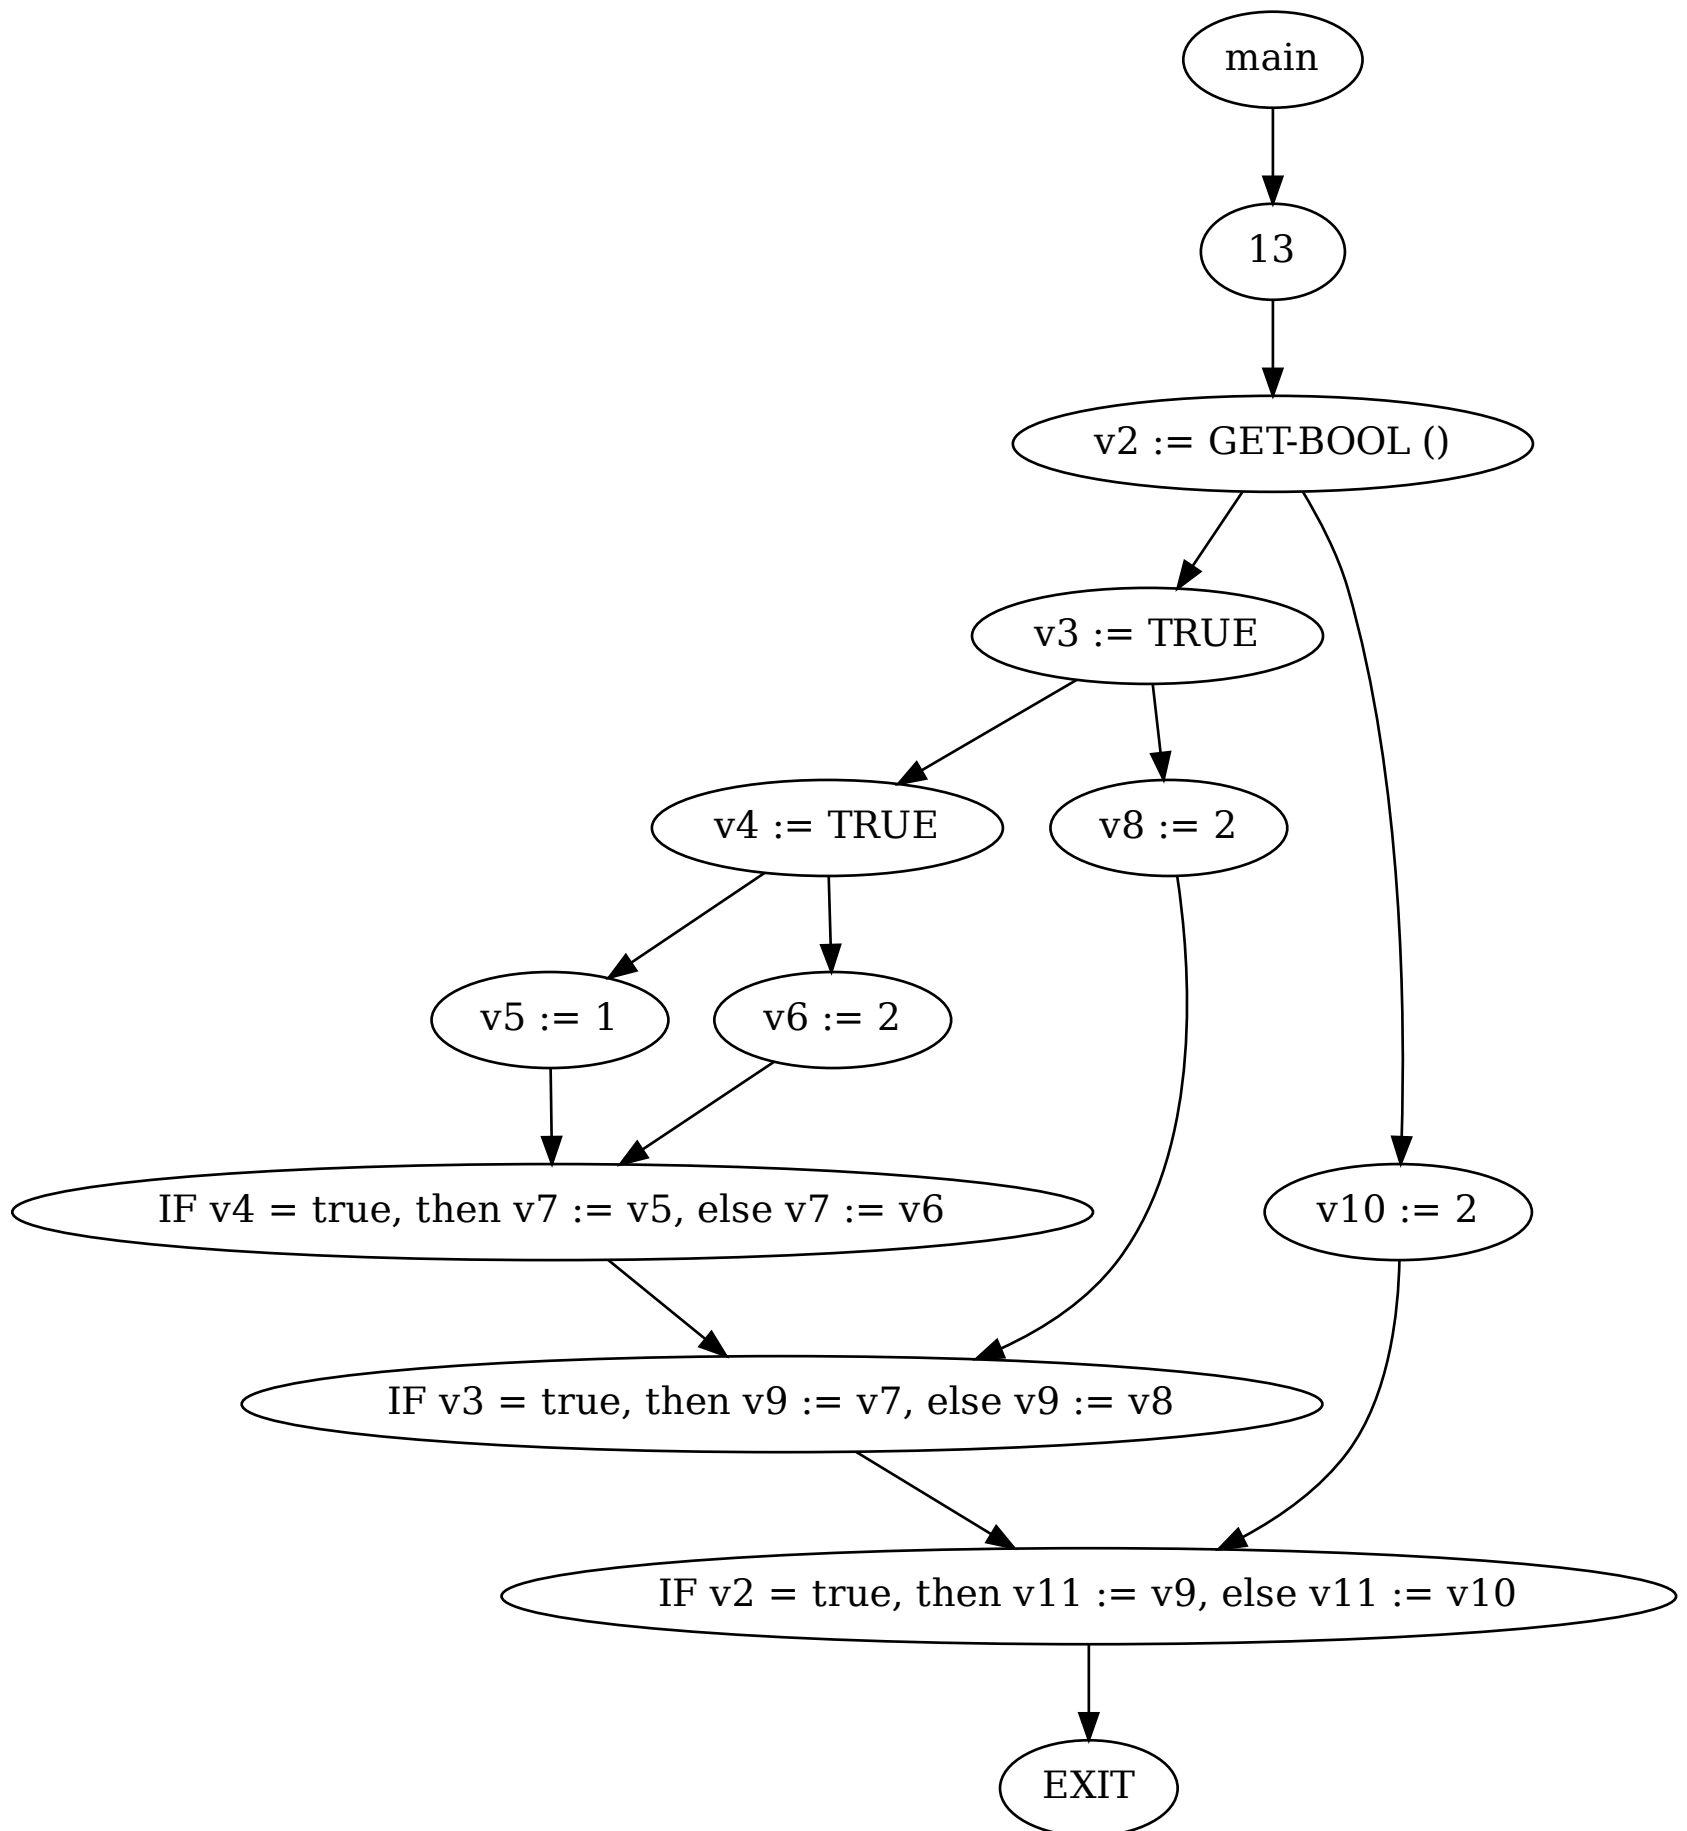 main
13
v2 := GET-BOOL ()
v3 := TRUE
v4 := TRUE
v8 := 2
v5 := 1
v6 := 2
IF v4 = true, then v7 := v5, else v7 := v6
v10 := 2
IF v3 = true, then v9 := v7, else v9 := v8
IF v2 = true, then v11 := v9, else v11 := v10
EXIT